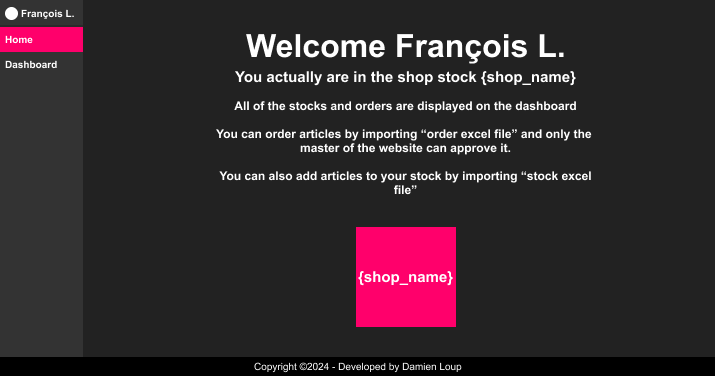 François L.
Home
Dashboard
Welcome François L.
You actually are in the shop stock {shop_name}
All of the stocks and orders are displayed on the dashboard
You can order articles by importing “order excel file” and only the
master of the website can approve it.
You can also add articles to your stock by importing “stock excel
file”
{shop_name}
Copyright ©2024 - Developed by Damien Loup